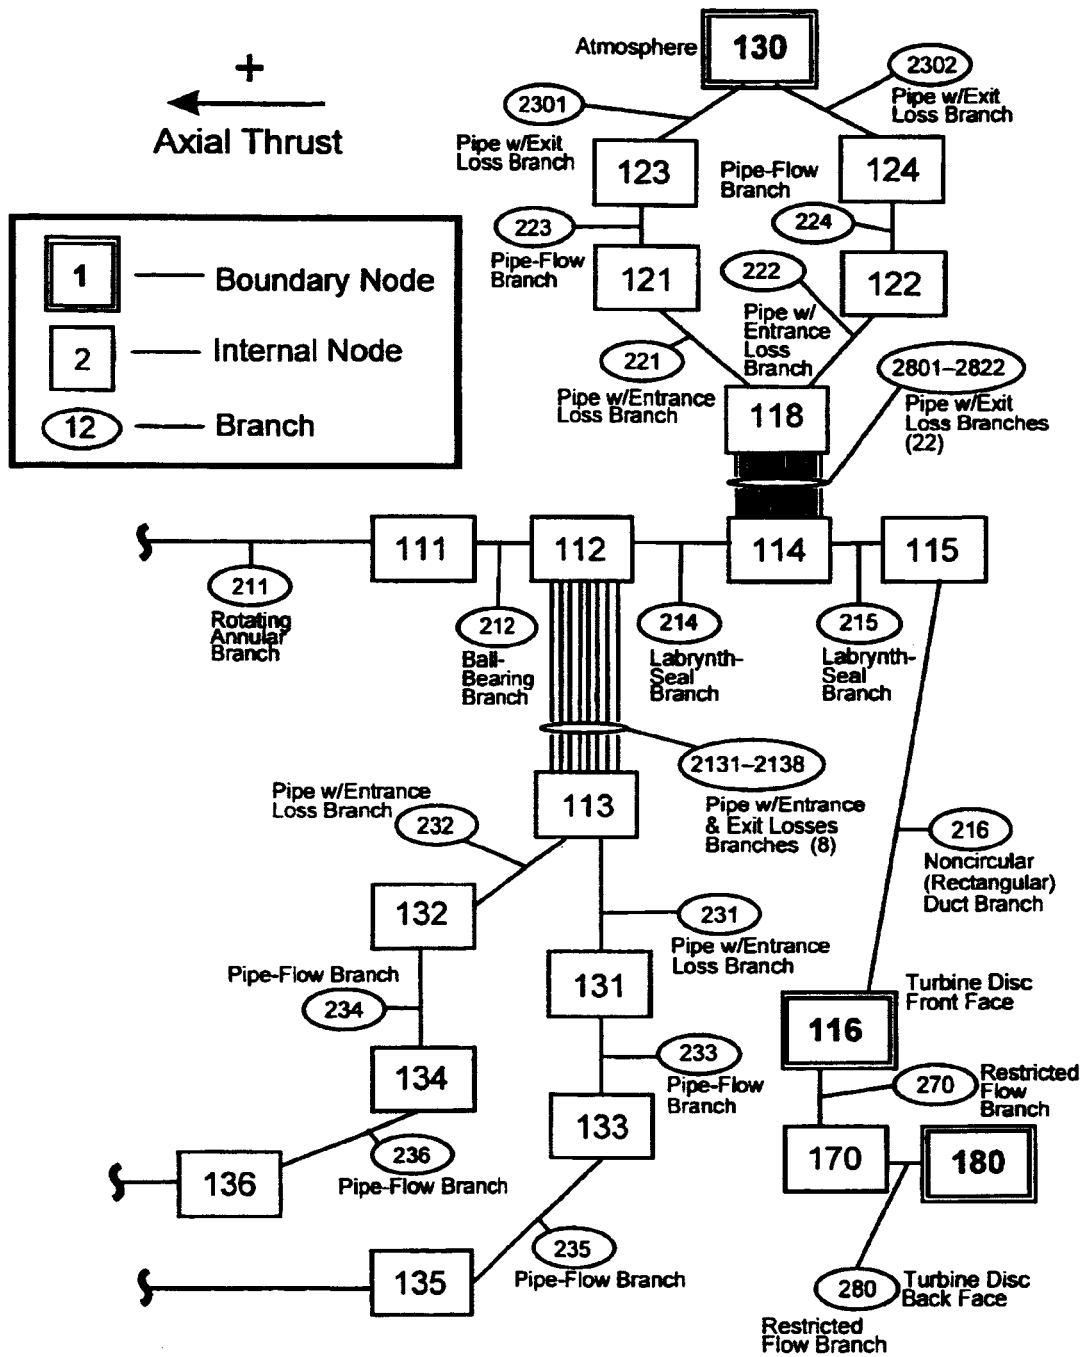 Atmosphere
130
2302
Pipe w/Exit
Loss Branch
+
Axial Thrust
2301
Pipe w/Exit
Loss Branch
123
Pipe-Flow
Branch
124
223
Pipe-Flow
Branch
224
121
222
122
Pipe w/
Entrance
Loss
Branch
1
Boundary Node
2
Internal Node
12
Branch
221
Pipe w/Entrance
Loss Branch
2801–2822
Pipe w/Exit
Loss Branches
(22)
118
111
112
114
115
211
Rotating
Annular
Branch
212
Ball-
Bearing
Branch
214
Labrynth-
Seal
Branch
215
Labrynth-
Seal
Branch
2131–2138
Pipe w/Entrance
& Exit Losses
Branches (8)
Pipe w/Entrance
Loss Branch
232
113
216
Noncircular
(Rectangular)
Duct Branch
132
231
Pipe w/Entrance
Loss Branch
Pipe-Flow Branch
234
131
Turbine Disc
Front Face
116
134
233
Pipe-Flow
Branch
270
Restricted
Flow
Branch
133
236
Pipe-Flow Branch
136
170
180
235
Pipe-Flow Branch
135
280
Turbine Disc
Back Face
Restricted
Flow Branch